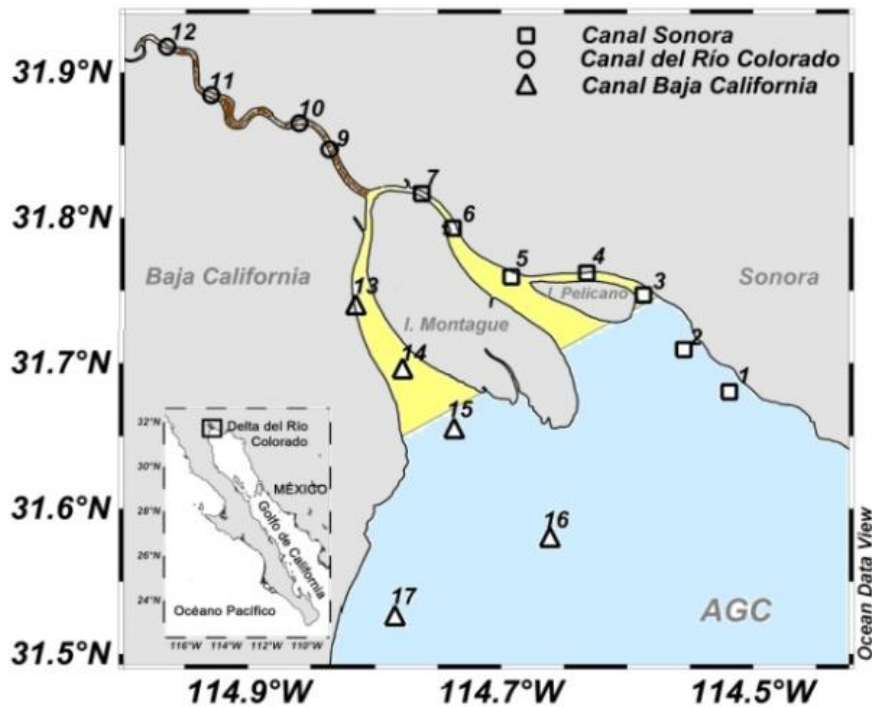 Canal Sonora
Canal del Río Colorado
Canal Baja California
31.9°N
31.8°N
31.7°N
31.6°N
31.5°N
12
11
10
9
7
6
5
4
3
2
1
13
14
15
16
17
Baja California
Sonora
I. Pelicano
I. Montague
AGC
Ocean Data View
32°N
30°N
28°N
26°N
24°N
Delta del Río
Colorado
MÉXICO
Golfo de California
Océano Pacífico
116°W
114°W
112°W
110°W
114.9°W
114.7°W
114.5°W